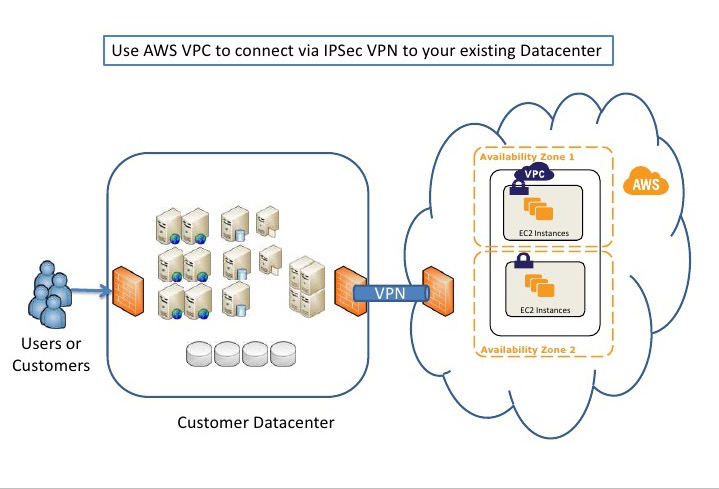 Use AWS VPC to connect via IPSec VPN to your existing Datacenter
Availability Zone 1
VPC
AWS
EC2 Instances
VPN
EC2 Instances
Users or
Customers
Availability Zone 2
Customer Datacenter